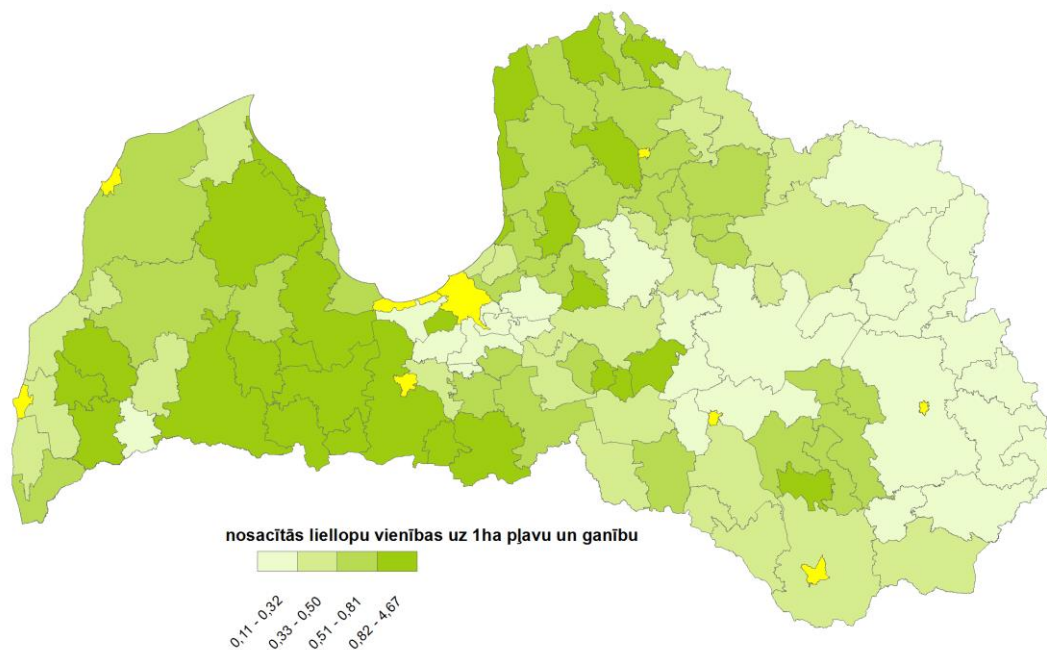 nosacītās liellopu vienības uz 1ha pļavu un ganību
0,11 - 0,32
0,33 - 0,50
0,51 - 0,81
0,82 - 4,67